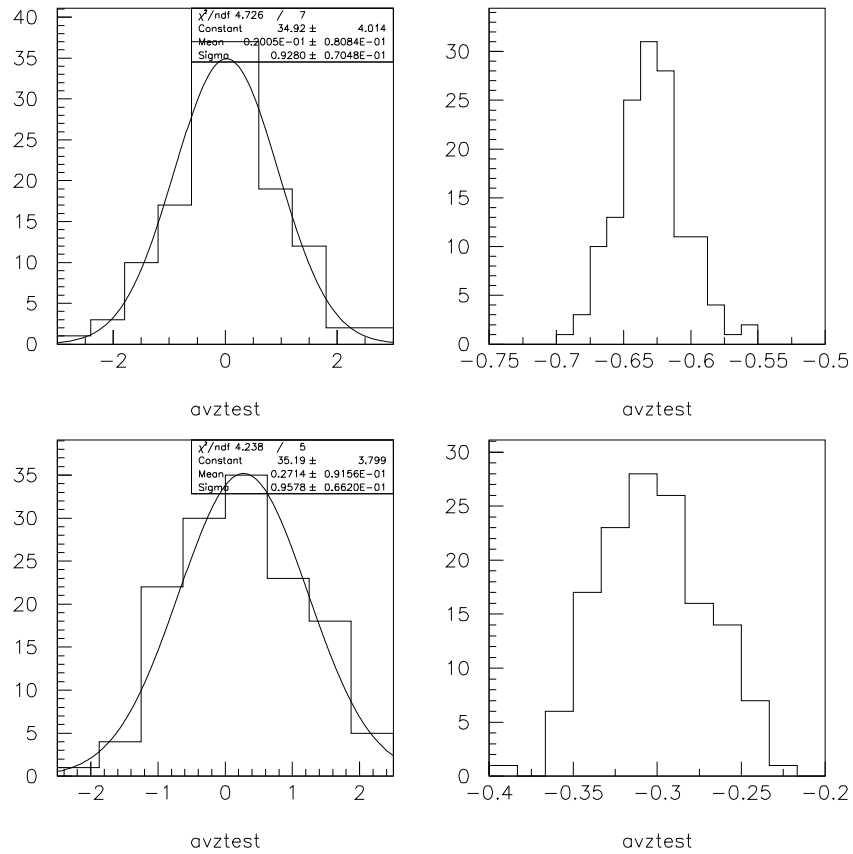 χ²/ndf 4.726 / 7
Constant 34.92 ± 4.014
Mean 0.2005E-01 ± 0.8084E-01
Sigma 0.9280 ± 0.7048E-01
40
35
30
25
20
15
10
5
0
−2 0 2
avztest
30
25
20
15
10
5
0
−0.75 −0.7 −0.65 −0.6 −0.55 −0.5
avztest
χ²/ndf 4.238 / 5
Constant 35.19 ± 3.799
Mean 0.2714 ± 0.9156E-01
Sigma 0.9578 ± 0.6620E-01
35
30
25
20
15
10
5
0
−2 −1 0 1 2
avztest
30
25
20
15
10
5
0
−0.4 −0.35 −0.3 −0.25 −0.2
avztest